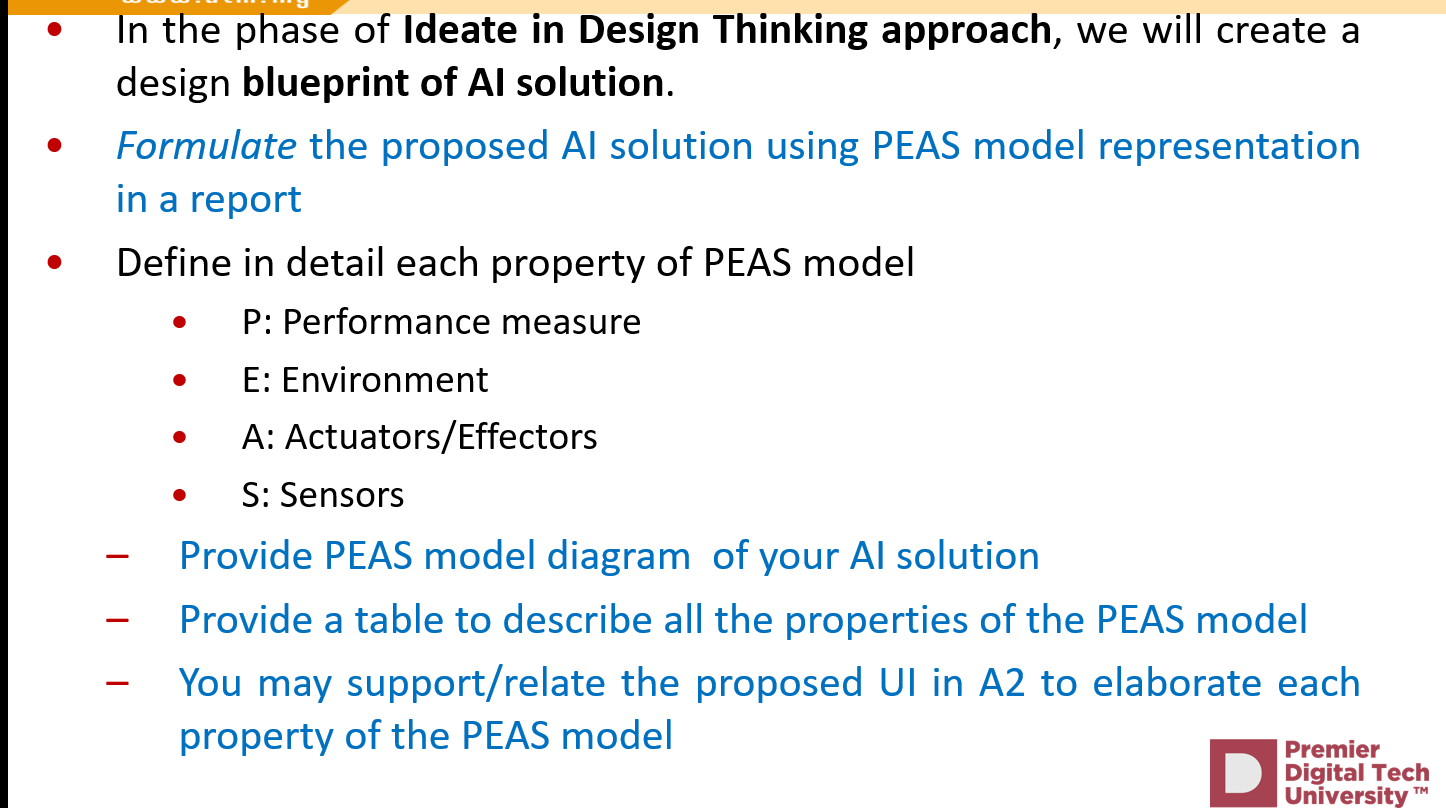 • In the phase of Ideate in Design Thinking approach, we will create a
design blueprint of AI solution.
• Formulate the proposed AI solution using PEAS model representation
in a report
• Define in detail each property of PEAS model
• P: Performance measure
• E: Environment
• A: Actuators/Effectors
• S: Sensors
– Provide PEAS model diagram of your AI solution
– Provide a table to describe all the properties of the PEAS model
– You may support/relate the proposed UI in A2 to elaborate each
property of the PEAS model
Premier
Digital Tech
University ™